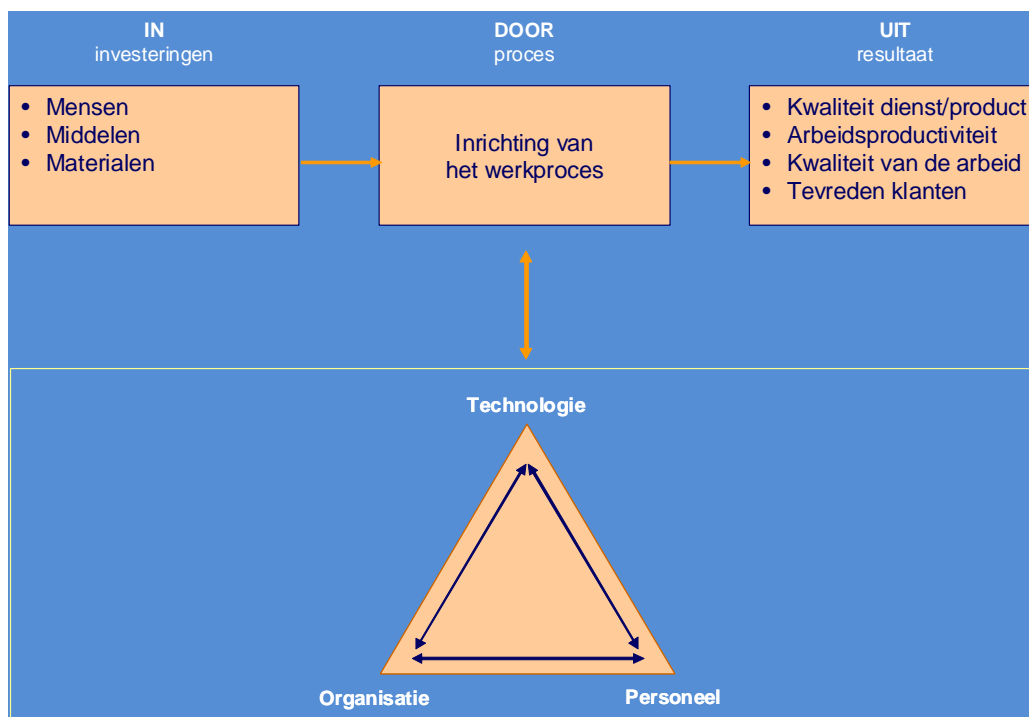 IN
investeringen
DOOR
proces
UIT
resultaat
• Mensen
• Middelen
• Materialen
Inrichting van
het werkproces
• Kwaliteit dienst/product
• Arbeidsproductiviteit
• Kwaliteit van de arbeid
• Tevreden klanten
Technologie
Organisatie
Personeel